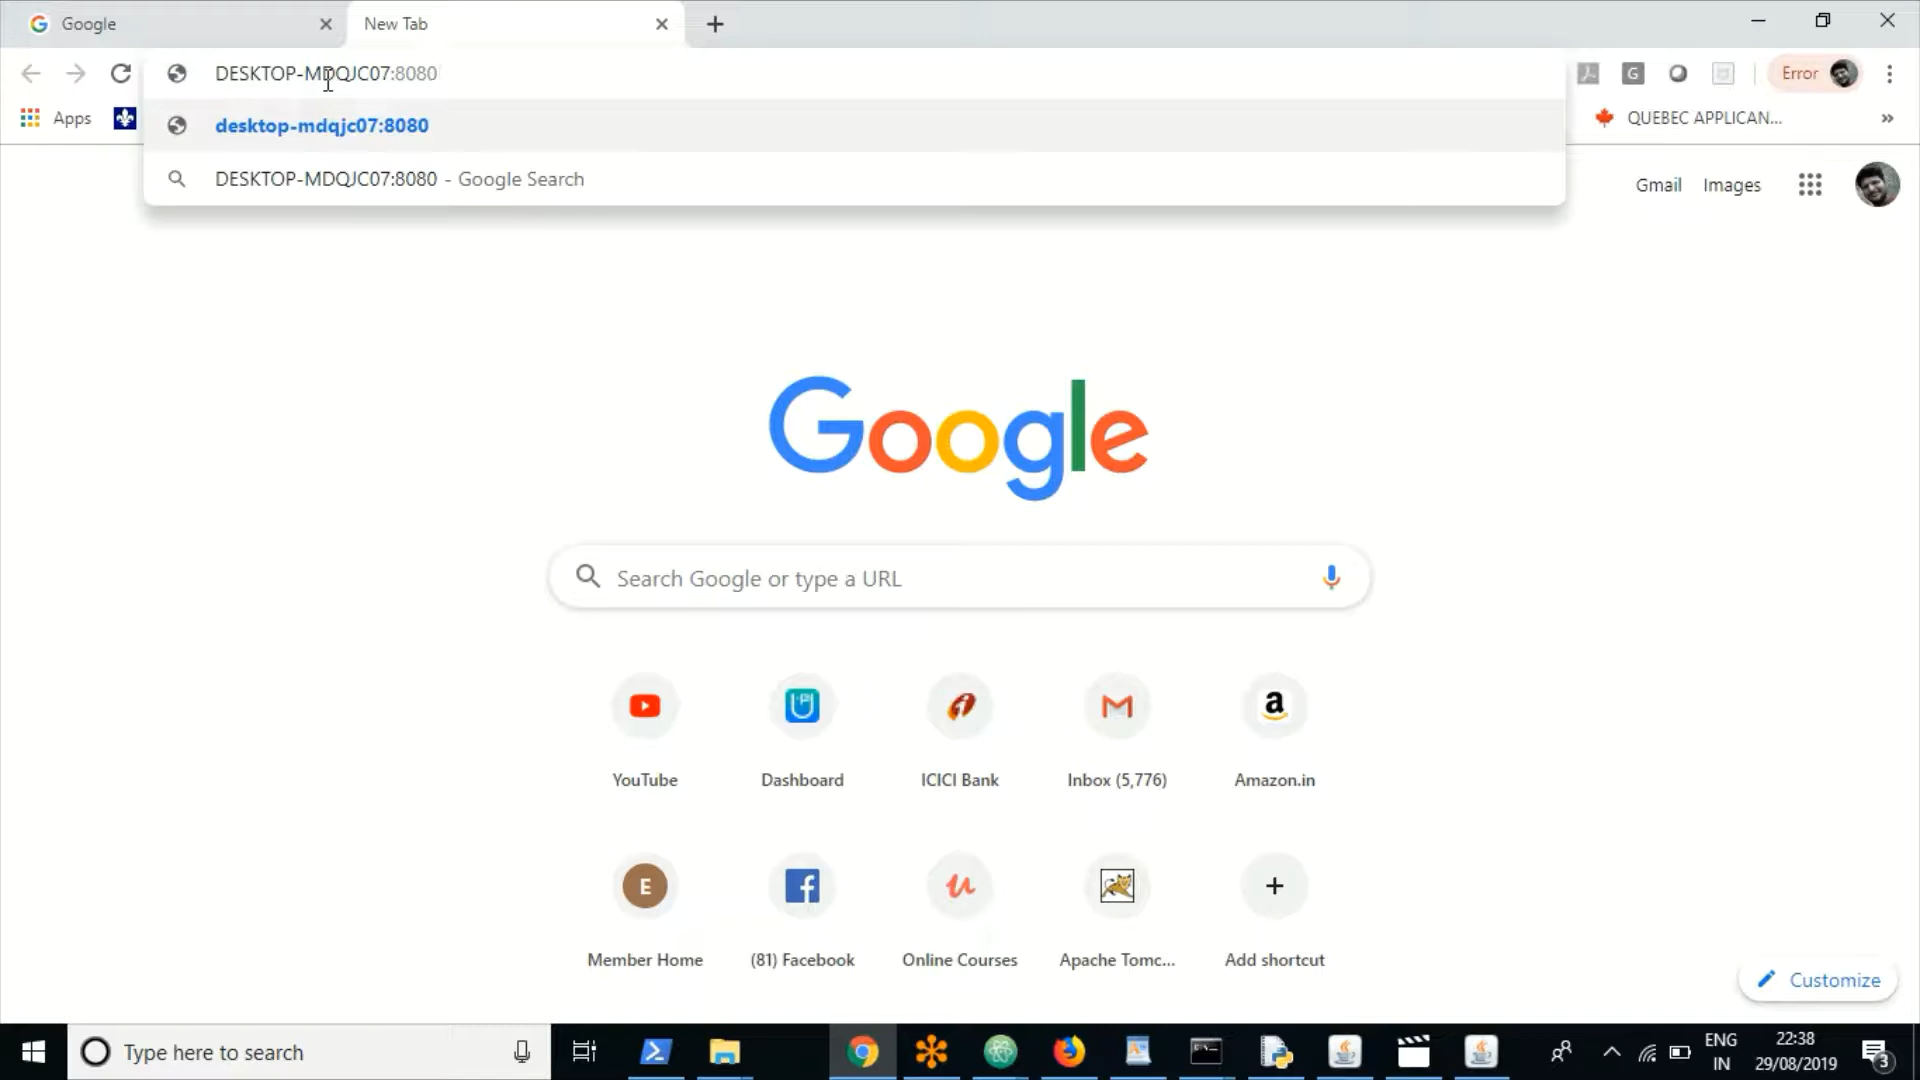 Google
New Tab
DESKTOP-MDQJC07:8080
G
Error
Apps
desktop-mdqjc07:8080
QUEBEC APPLICAN...
DESKTOP-MDQJC07:8080 - Google Search
Gmail
Images
Google
Search Google or type a URL
YouTube
Dashboard
ICICI Bank
Inbox (5,776)
Amazon.in
E
Member Home
(81) Facebook
Online Courses
Apache Tomc...
Add shortcut
Customize
Type here to search
ENG
IN
22:38
29/08/2019
3